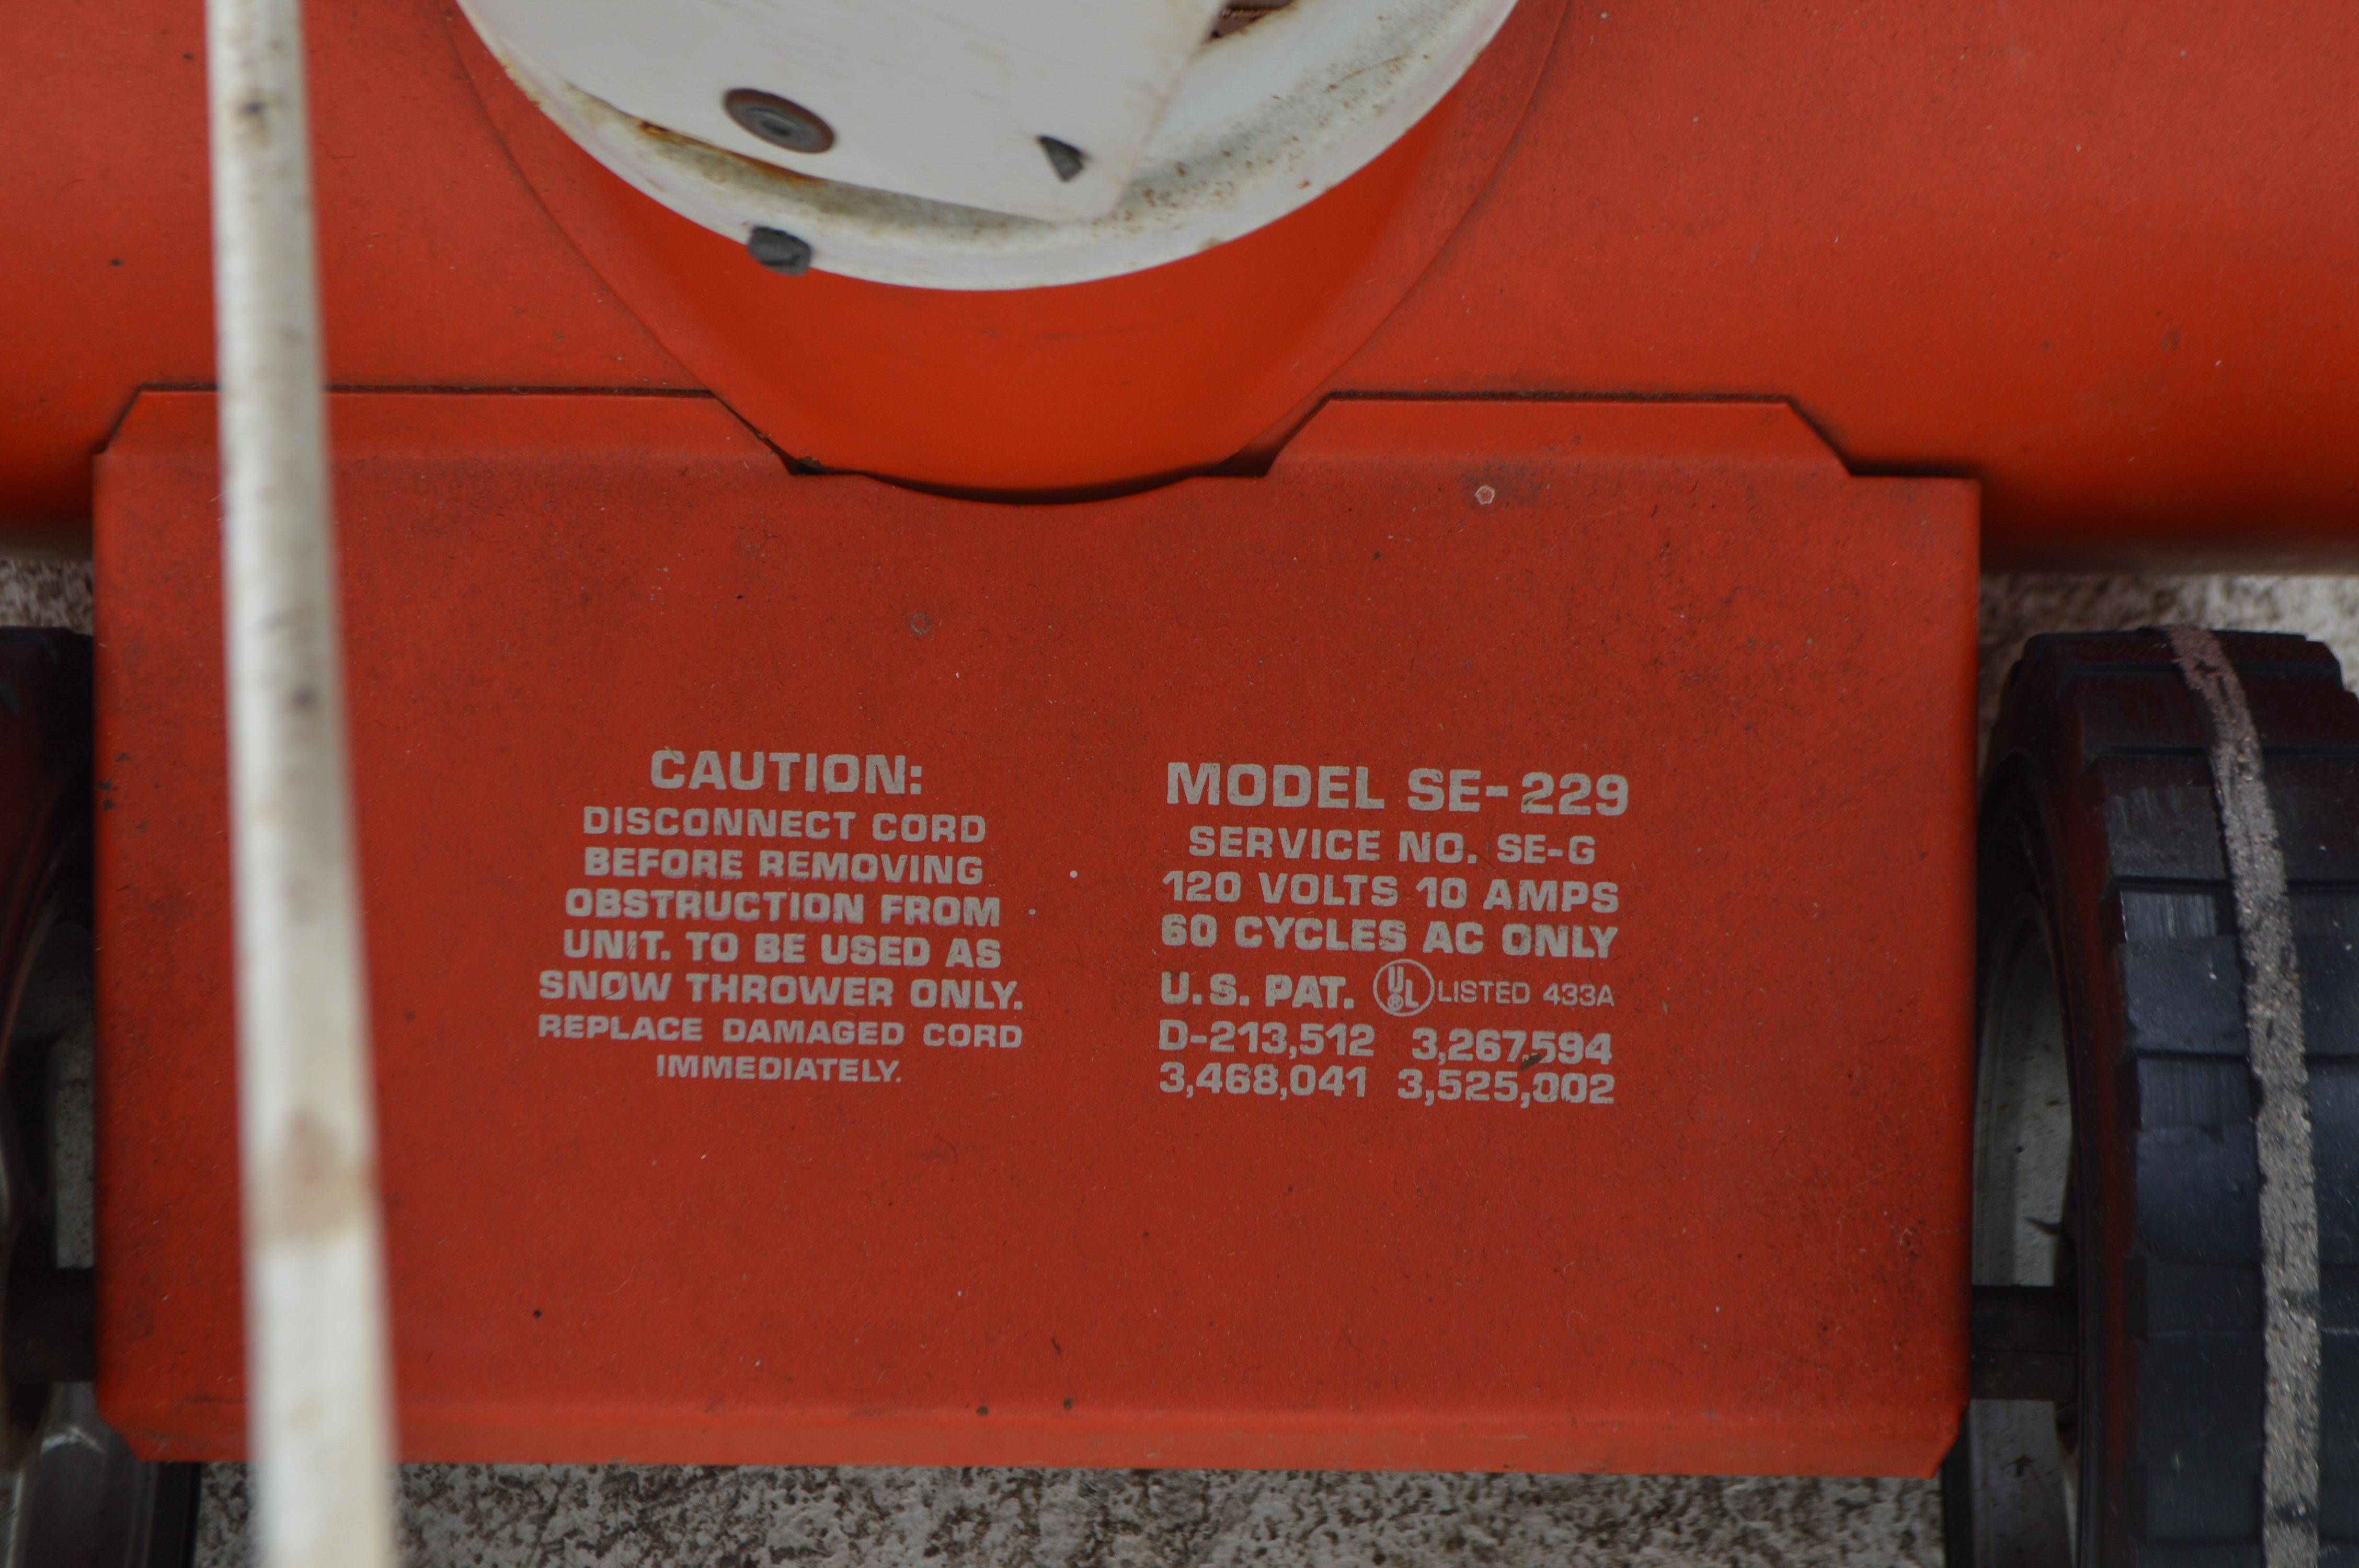 CAUTION:
DISCONNECT CORD
BEFORE REMOVING
OBSTRUCTION FROM
UNIT. TO BE USED AS
SNOW THROWER ONLY.
REPLACE DAMAGED CORD
IMMEDIATELY.
MODEL SE-229
SERVICE NO. SE-G
120 VOLTS 10 AMPS
60 CYCLES AC ONLY
U.S. PAT. UL® LISTED 433A
D-213,512 3,267,594
3,468,041 3,525,002